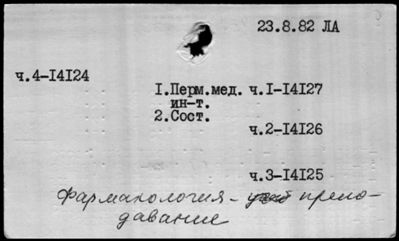 23.8.82 ЛА
ч.4-I4I24
I.Перм.мед. ч.I-I4I27
ин-т.
2.Сост.
ч.2-I4I26
ч.3-I4I25
Фармакология - препо-
давание